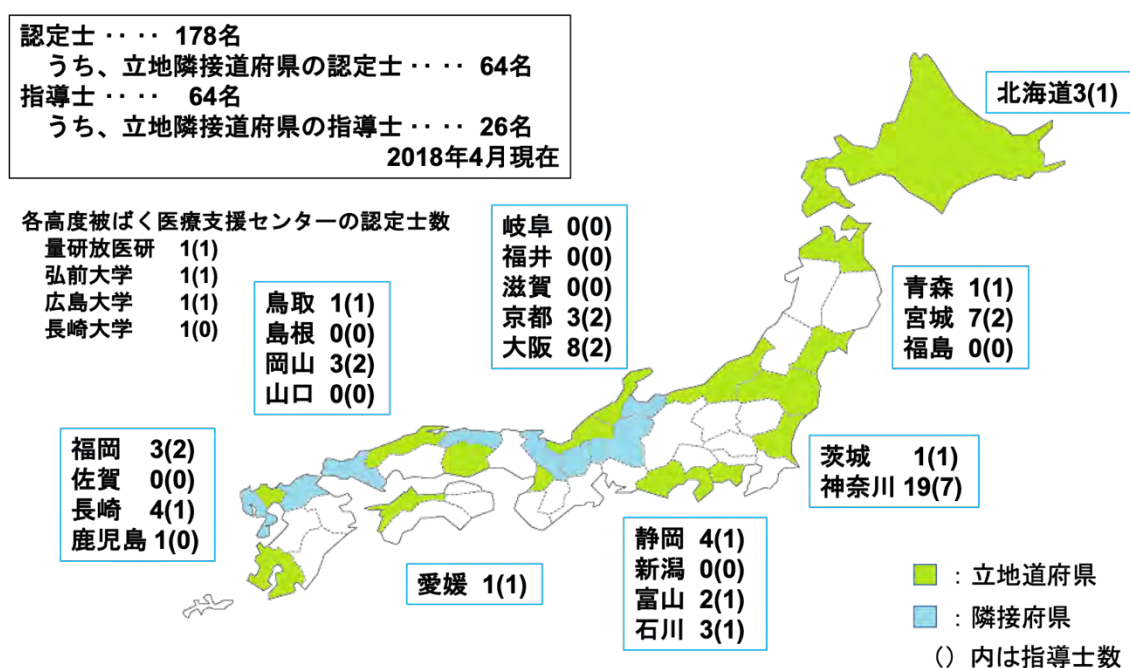 認定士‥‥ 178名
うち、立地隣接道府県の認定士‥‥ 64名
指導士‥‥ 64名
うち、立地隣接道府県の指導士‥‥ 26名
2018年4月現在
北海道3(1)
各高度被ばく医療支援センターの認定士数
量研放医研 1(1)
弘前大学 1(1)
広島大学 1(1)
長崎大学 1(0)
岐阜 0(0)
福井 0(0)
滋賀 0(0)
京都 3(2)
大阪 8(2)
青森 1(1)
宮城 7(2)
福島 0(0)
鳥取 1(1)
島根 0(0)
岡山 3(2)
山口 0(0)
福岡 3(2)
佐賀 0(0)
長崎 4(1)
鹿児島 1(0)
茨城 1(1)
神奈川 19(7)
愛媛 1(1)
静岡 4(1)
新潟 0(0)
富山 2(1)
石川 3(1)
：立地道府県
：隣接府県
() 内は指導士数